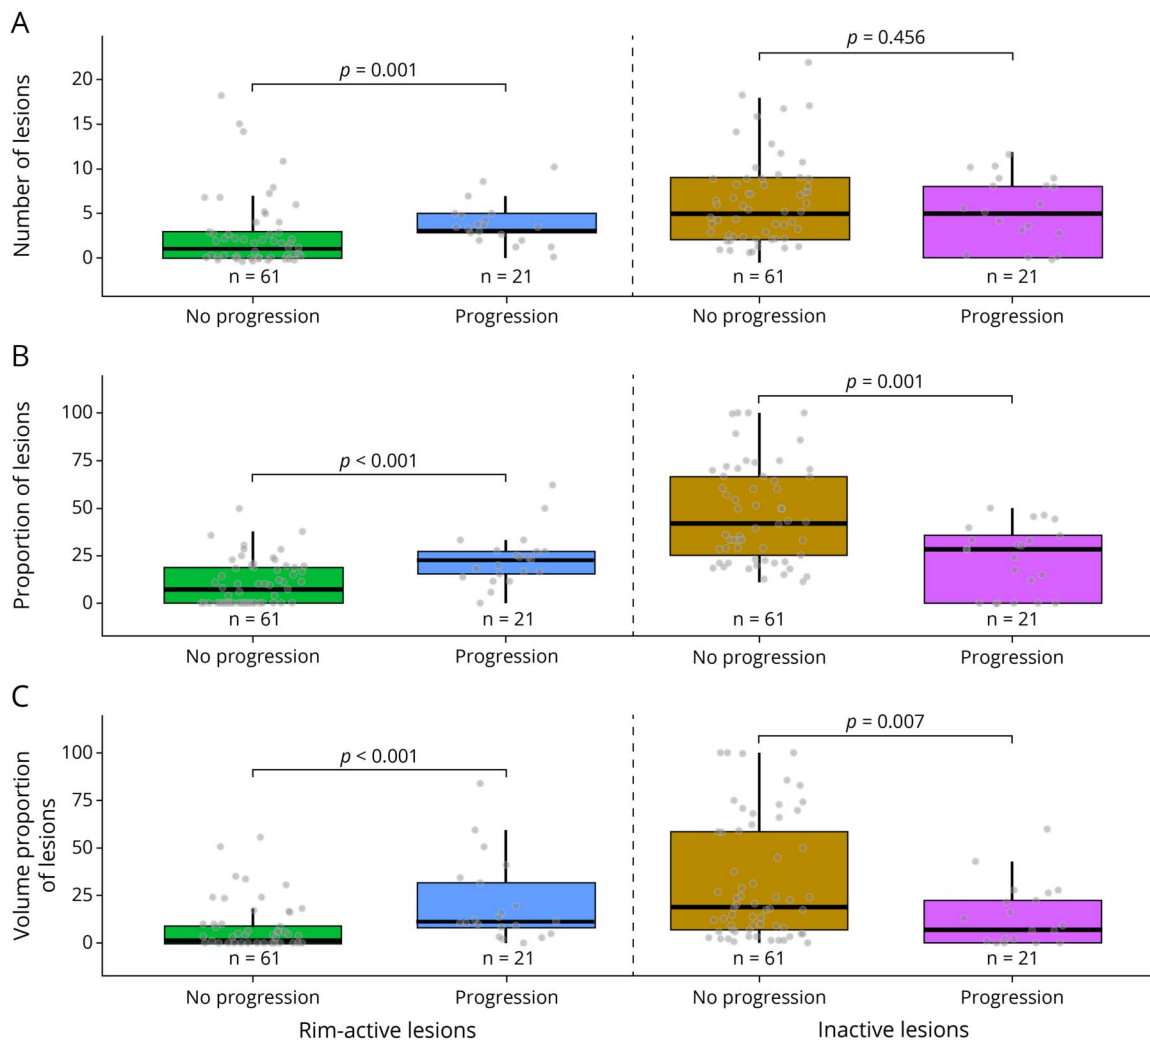 A
Number of lesions
20
15
10
5
0
p = 0.001
p = 0.456
n = 61
n = 21
n = 61
n = 21
No progression
Progression
No progression
Progression
B
Proportion of lesions
100
75
50
25
0
p < 0.001
p = 0.001
n = 61
n = 21
n = 61
n = 21
No progression
Progression
No progression
Progression
C
Volume proportion
of lesions
100
75
50
25
0
p < 0.001
p = 0.007
n = 61
n = 21
n = 61
n = 21
No progression
Progression
No progression
Progression
Rim-active lesions
Inactive lesions